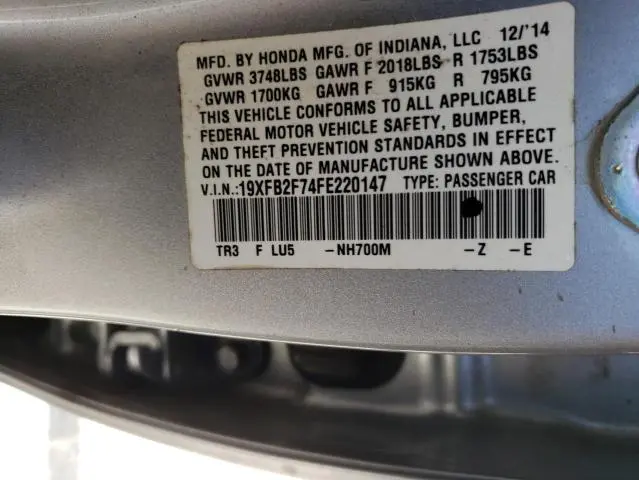 MFD. BY HONDA MFG. OF INDIANA, LLC 12/'14
GVWR 3748LBS GAWR F 2018LBS R 1753LBS
GVWR 1700KG GAWR F 915KG R 795KG
THIS VEHICLE CONFORMS TO ALL APPLICABLE
FEDERAL MOTOR VEHICLE SAFETY, BUMPER,
AND THEFT PREVENTION STANDARDS IN EFFECT
ON THE DATE OF MANUFACTURE SHOWN ABOVE.
V.I.N.:19XFB2F74FE220147 TYPE: PASSENGER CAR
TR3 F LU5 -NH700M -Z -E